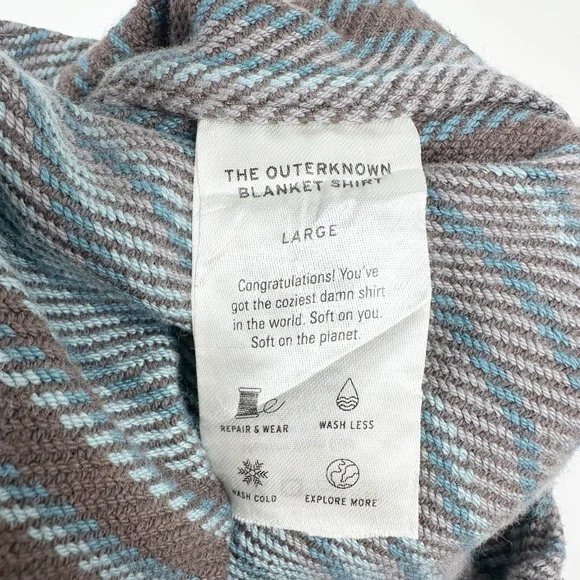 THE OUTERKNOWN
BLANKET SHIRT
LARGE
Congratulations! You've
got the coziest damn shirt
in the world. Soft on you.
Soft on the planet.
REPAIR & WEAR
WASH LESS
WASH COLD
EXPLORE MORE